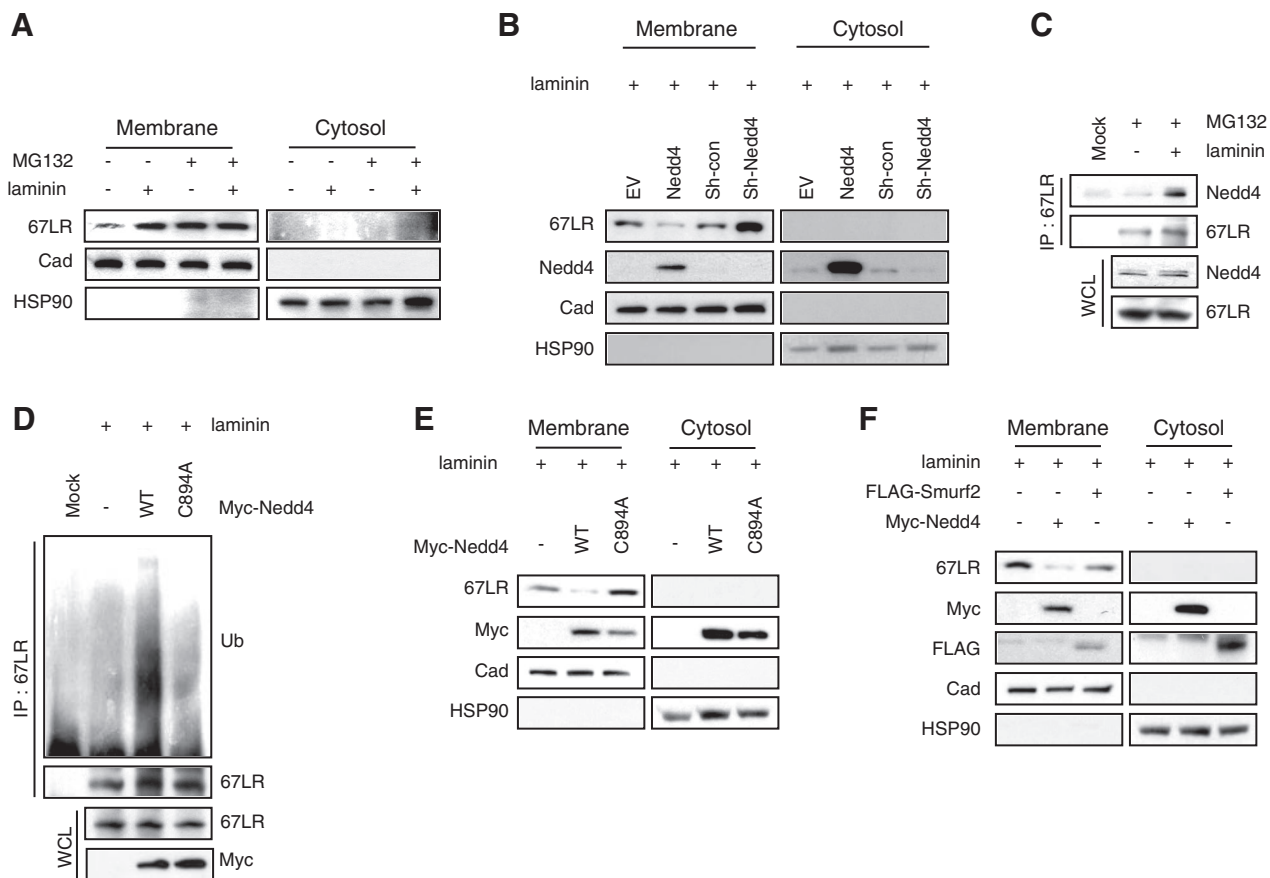 A
Membrane Cytosol
MG132 - - + + - - + +
laminin - + - + - + - +
67LR
Cad
HSP90
B
Membrane Cytosol
laminin + + + + + + + +
EV Nedd4 Sh-con Sh-Nedd4 EV Nedd4 Sh-con Sh-Nedd4
67LR
Nedd4
Cad
HSP90
C
Mock + + MG132
- + laminin
IP : 67LR
Nedd4
67LR
WCL
Nedd4
67LR
D
+ + + laminin
Mock - WT C894A Myc-Nedd4
IP : 67LR
Ub
67LR
WCL
67LR
Myc
E
Membrane Cytosol
laminin + + + + + +
Myc-Nedd4 - WT C894A - WT C894A
67LR
Myc
Cad
HSP90
F
Membrane Cytosol
laminin + + + + + +
FLAG-Smurf2 - - + - - +
Myc-Nedd4 - + - - + -
67LR
Myc
FLAG
Cad
HSP90